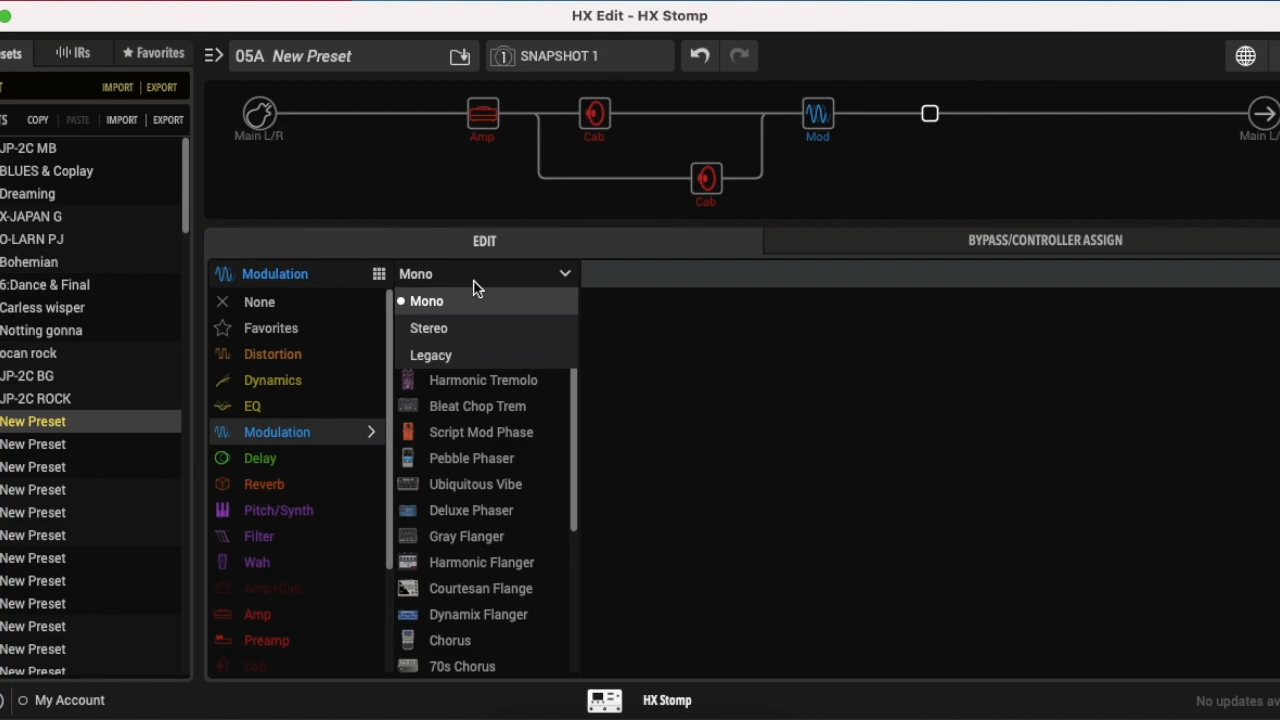 HX Edit - HX Stomp
IRs
Favorites
05A New Preset
1
SNAPSHOT 1
IMPORT | EXPORT
COPY
PASTE
IMPORT
EXPORT
JP-2C MB
BLUES & Coplay
Dreaming
X-JAPAN G
O-LARN PJ
Bohemian
6:Dance & Final
Carless wisper
Notting gonna
ocan rock
JP-2C BG
JP-2C ROCK
New Preset
New Preset
New Preset
New Preset
New Preset
New Preset
New Preset
New Preset
New Preset
New Preset
New Preset
New Preset
Main L/R
Amp
Cab
Mod
Cab
Main L/
EDIT
BYPASS/CONTROLLER ASSIGN
Modulation
None
Favorites
Distortion
Dynamics
EQ
Modulation
Delay
Reverb
Pitch/Synth
Filter
Wah
Amp+Cab
Amp
Preamp
Cab
Mono
Mono
Stereo
Legacy
Harmonic Tremolo
Bleat Chop Trem
Script Mod Phase
Pebble Phaser
Ubiquitous Vibe
Deluxe Phaser
Gray Flanger
Harmonic Flanger
Courtesan Flange
Dynamix Flanger
Chorus
70s Chorus
My Account
HX Stomp
No updates av